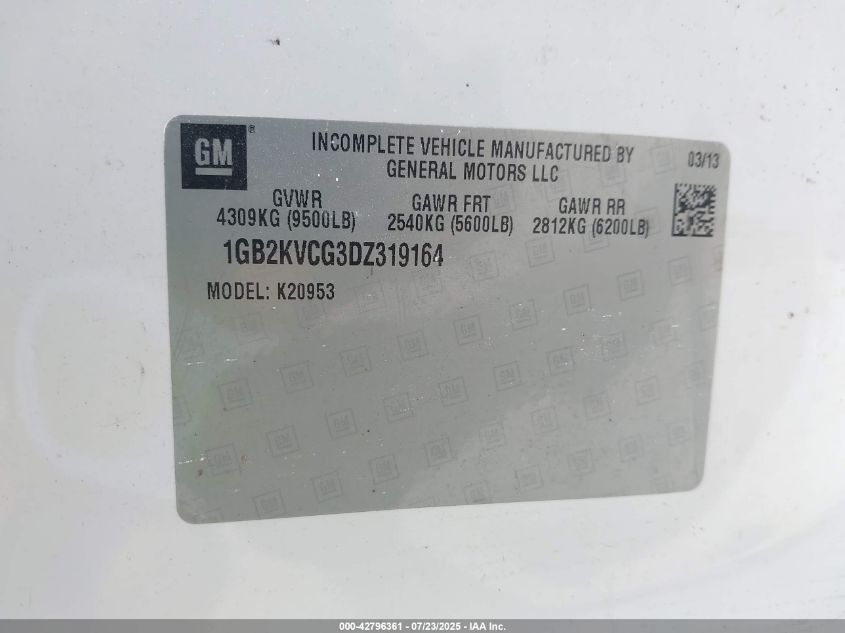 GM ®
INCOMPLETE VEHICLE MANUFACTURED BY
GENERAL MOTORS LLC
03/13
GVWR GAWR FRT GAWR RR
4309KG (9500LB) 2540KG (5600LB) 2812KG (6200LB)
1GB2KVCG3DZ319164
MODEL: K20953
000-42796361 - 07/23/2025 - IAA Inc.